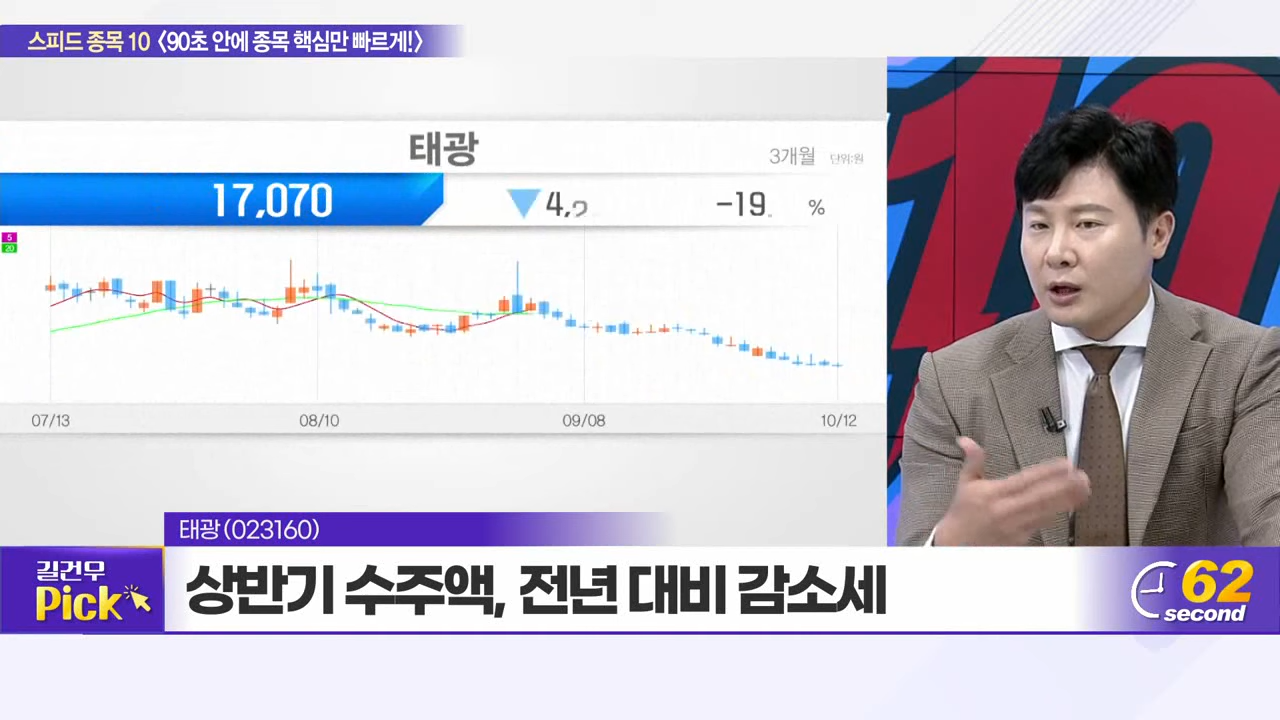 스피드 종목 10 <90초 안에 종목 핵심만 빠르게!>
태광
3개월 단위:원
17,070 ▼ 4, -19 %
5
20
07/13 08/10 09/08 10/12
태광(023160)
길건무
Pick
상반기 수주액, 전년 대비 감소세
62
second